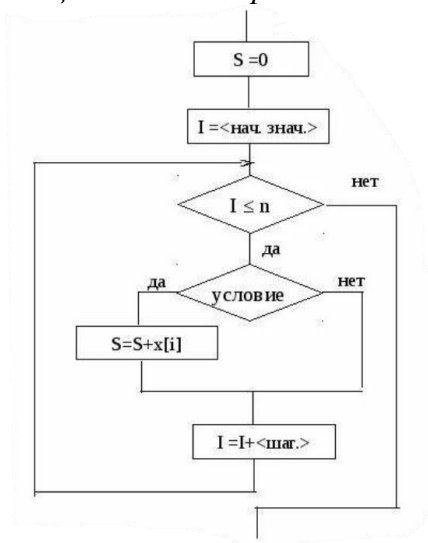 S =0
I =<нач. знач.>
I ≤ n
нет
да
да
условие
нет
S=S+x[i]
I =I+<шаг.>